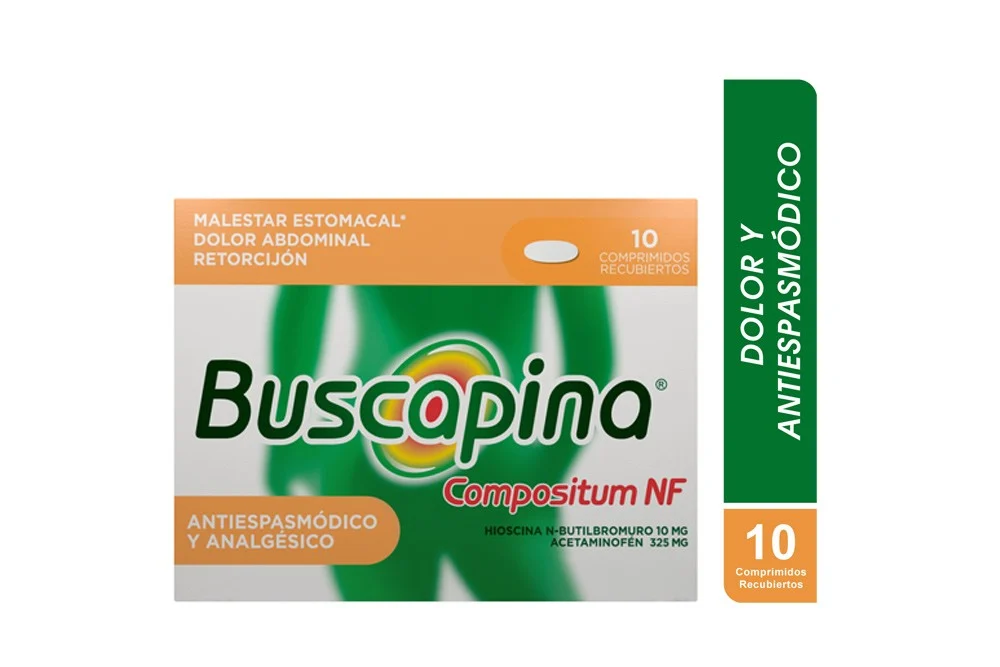 MALESTAR ESTOMACAL*
DOLOR ABDOMINAL
RETORCIJÓN
10
COMPRIMIDOS
RECUBIERTOS
Buscapina®
Compositum NF
HIOSCINA N-BUTILBROMURO 10 MG
ACETAMINOFÉN 325 MG
ANTIESPASMÓDICO
Y ANALGÉSICO
DOLOR Y
ANTIESPASMÓDICO
10
Comprimidos
Recubiertos